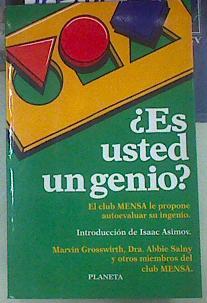 ¿Es
usted
un genio?
El club MENSA le propone
autoevaluar su ingenio.
Introducción de Isaac Asimov.
Marvin Grosswirth, Dra. Abbie Salny
y otros miembros del
club MENSA.
PLANETA